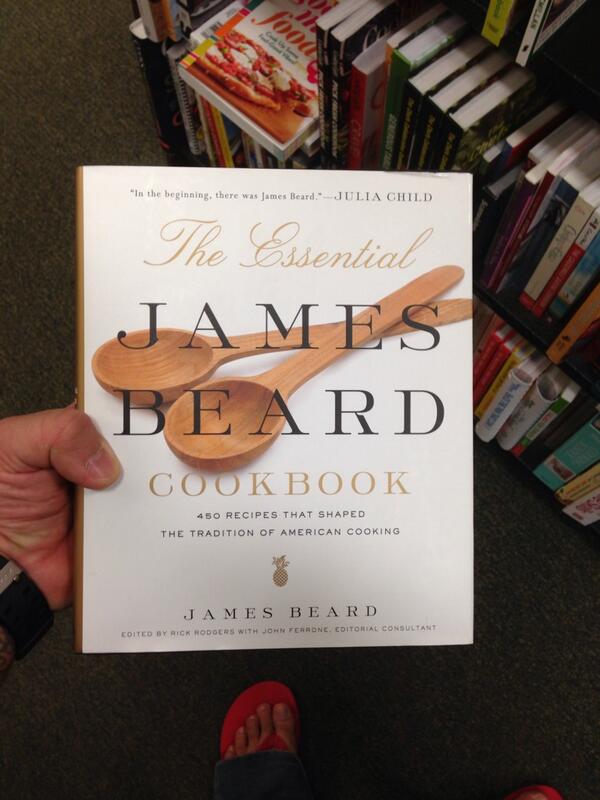 "In the beginning, there was James Beard."—JULIA CHILD
The Essential
JAMES
BEARD
COOKBOOK
450 RECIPES THAT SHAPED
THE TRADITION OF AMERICAN COOKING
JAMES BEARD
EDITED BY RICK RODGERS WITH JOHN FERRONE, EDITORIAL CONSULTANT
food